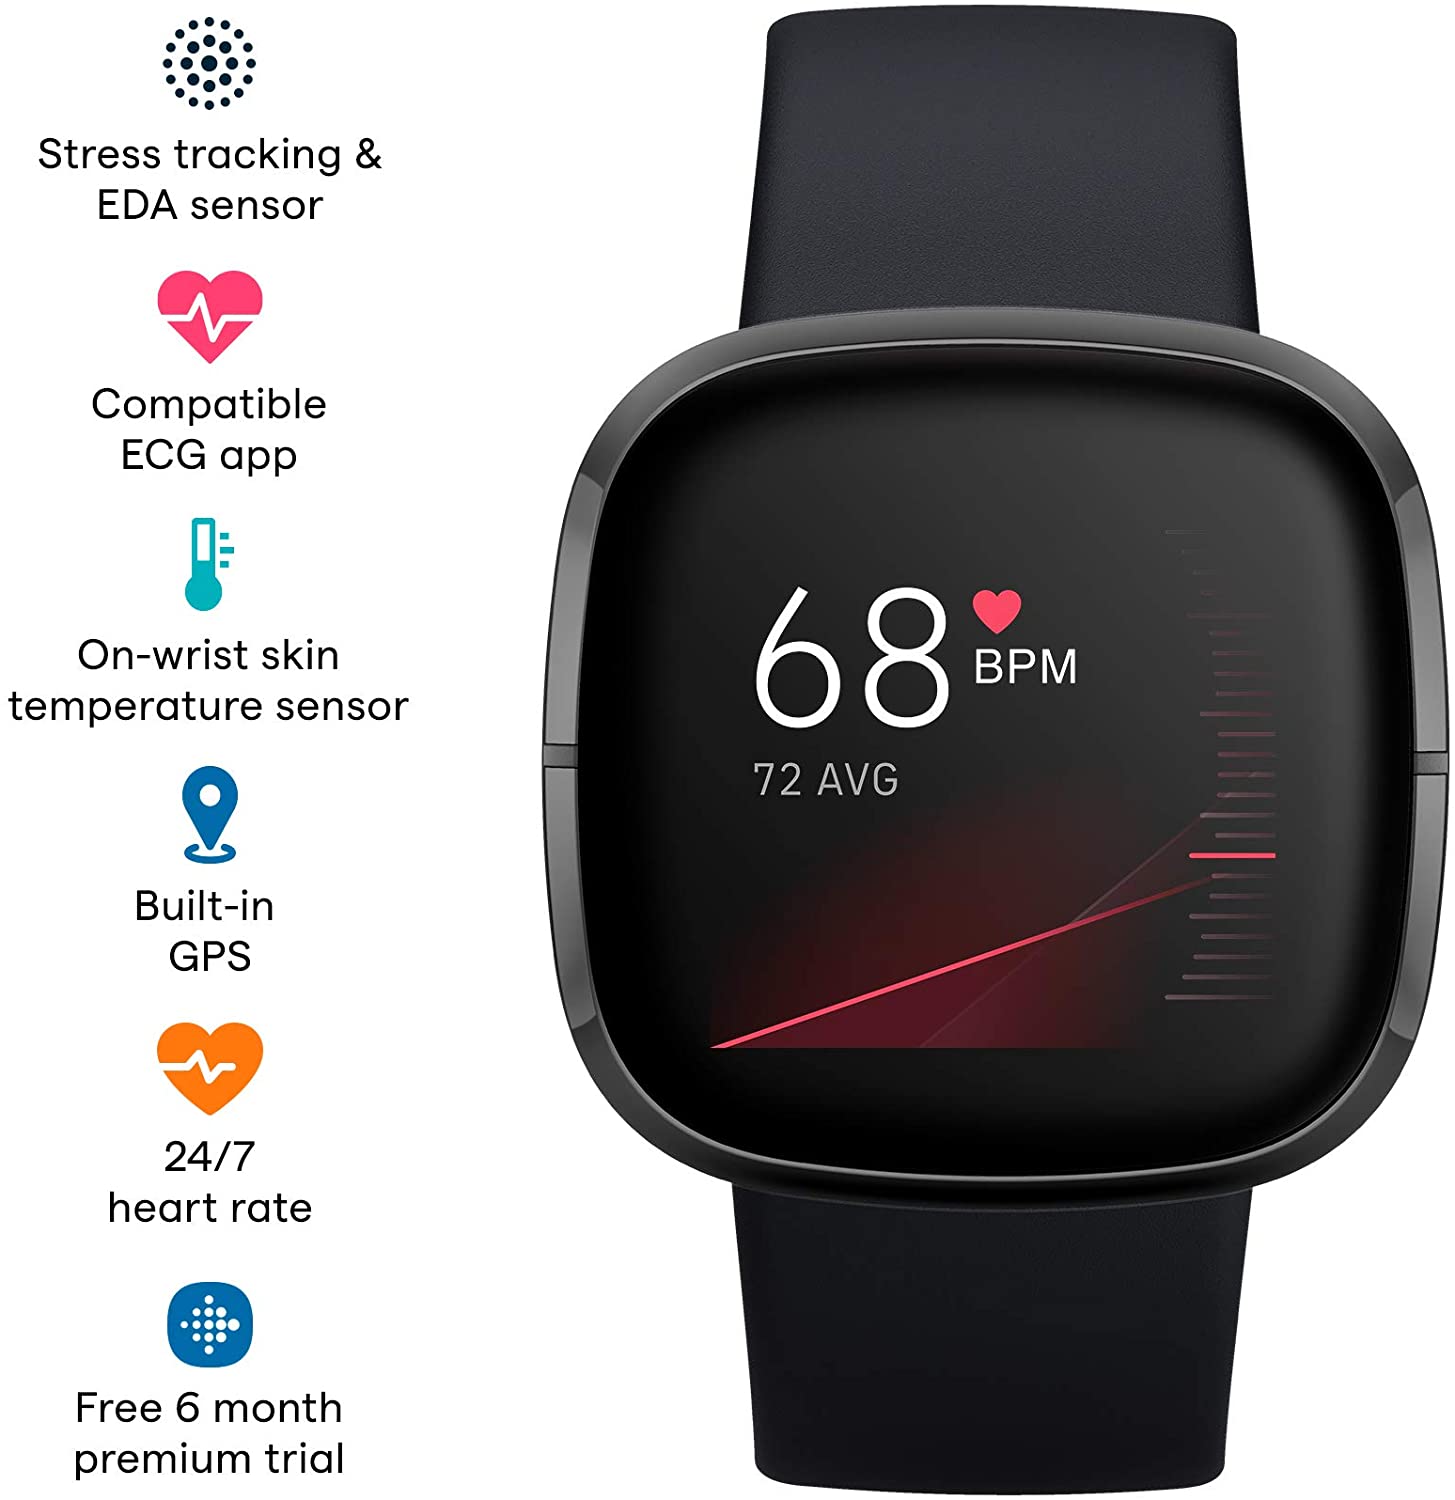 Stress tracking &
EDA sensor
Compatible
ECG app
On-wrist skin
temperature sensor
Built-in
GPS
24/7
heart rate
Free 6 month
premium trial
68
BPM
72 AVG